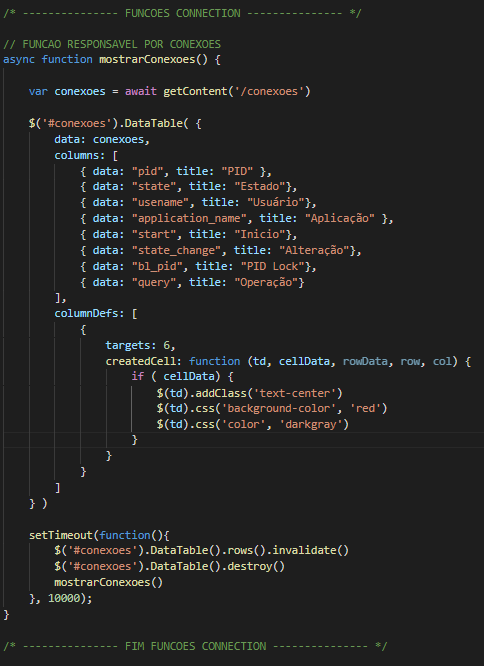 /* --------------- FUNCOES CONNECTION --------------- */
// FUNCAO RESPONSAVEL POR CONEXOES
async function mostrarConexoes() {
var conexoes = await getContent('/conexoes')
$('#conexoes').DataTable( {
data: conexoes,
columns: [
{ data: "pid", title: "PID" },
{ data: "state", title: "Estado"},
{ data: "usename", title: "Usuário"},
{ data: "application_name", title: "Aplicação" },
{ data: "start", title: "Inicio"},
{ data: "state_change", title: "Alteração"},
{ data: "bl_pid", title: "PID Lock"},
{ data: "query", title: "Operação"}
],
columnDefs: [
{
targets: 6,
createdCell: function (td, cellData, rowData, row, col) {
if ( cellData) {
$(td).addClass('text-center')
$(td).css('background-color', 'red')
$(td).css('color', 'darkgray')
}
}
}
]
} )
setTimeout(function(){
$('#conexoes').DataTable().rows().invalidate()
$('#conexoes').DataTable().destroy()
mostrarConexoes()
}, 10000);
}
/* --------------- FIM FUNCOES CONNECTION --------------- */